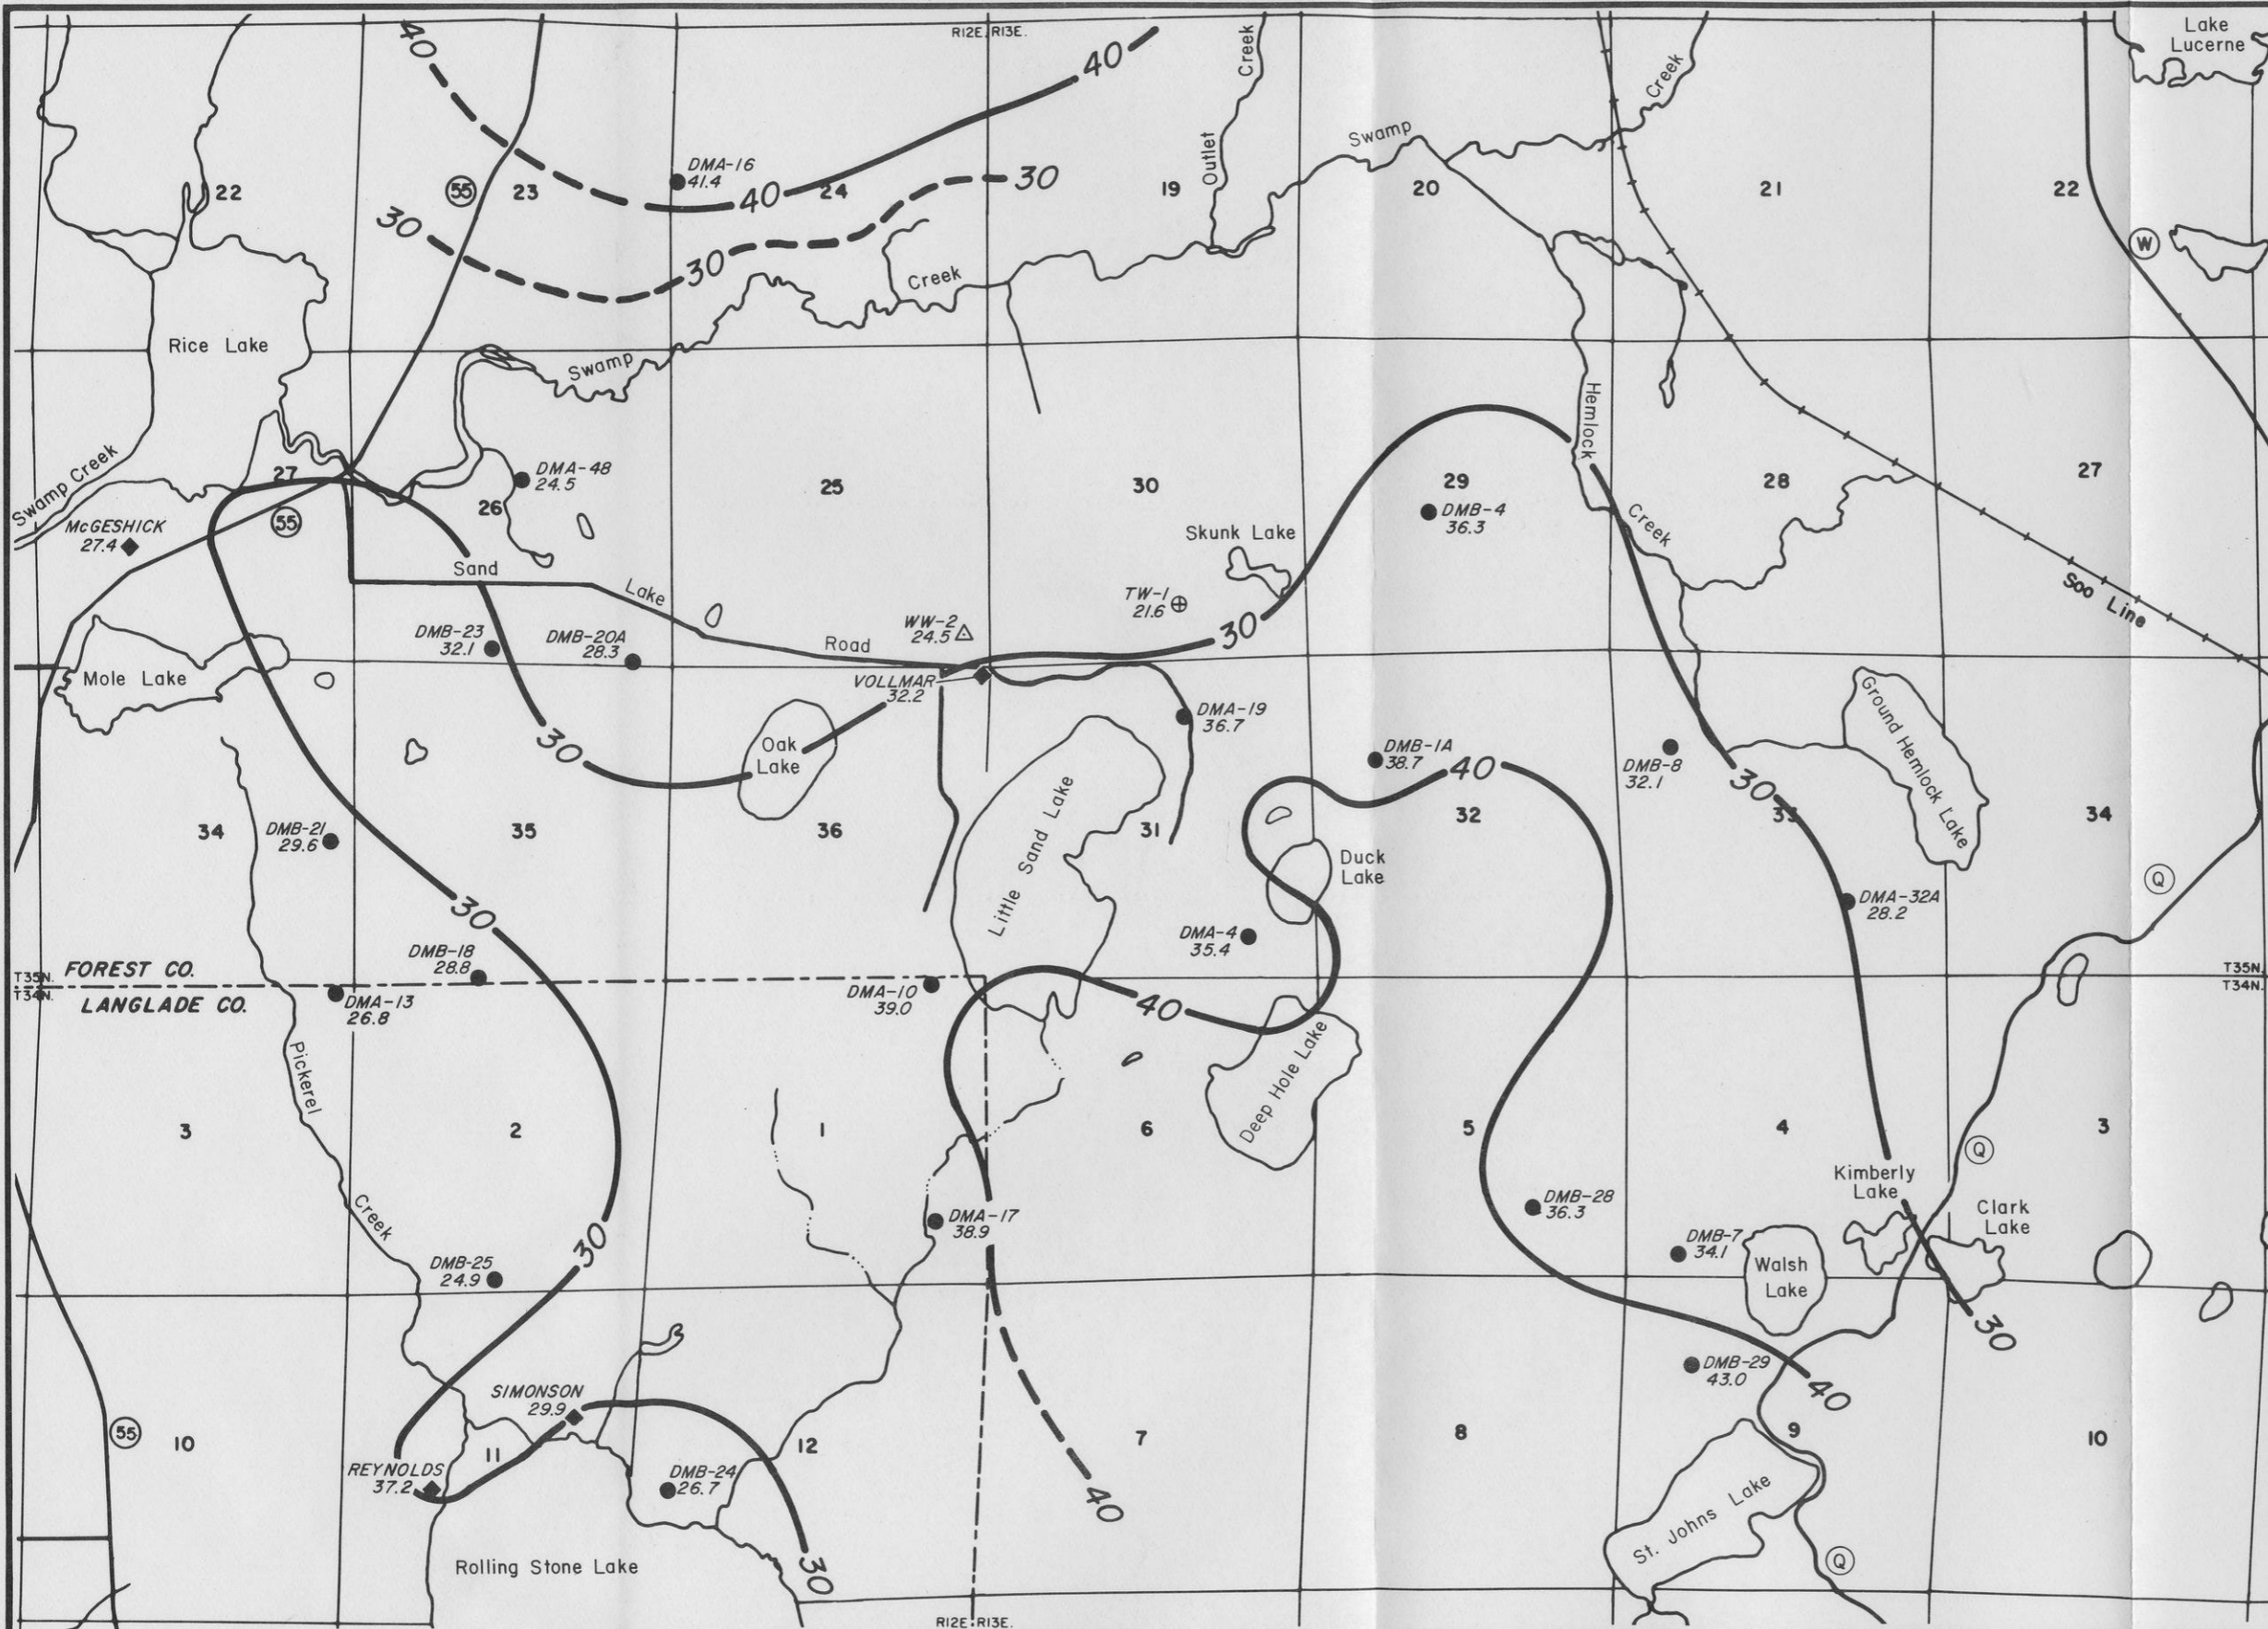 R12E. R13E.
Lake
Lucerne
40
40
Outlet
Creek
Creek
Swamp
DMA-16
41.4
22
55
23
40
24
30
19
20
21
22
30
30
W
Creek
Rice Lake
Swamp
Hemlock
Creek
Swamp Creek
27
DMA-48
24.5
26
25
30
29
28
27
55
McGESHICK
27.4
DMB-4
36.3
Skunk Lake
Sand
Lake
Road
TW-1
21.6
WW-2
24.5
30
Soo Line
DMB-23
32.1
DMB-20A
28.3
Mole Lake
VOLLMAR
32.2
DMA-19
36.7
Oak
Lake
30
DMB-1A
38.7
40
DMB-8
32.1
30
Ground Hemlock Lake
34
DMB-21
29.6
35
36
Little Sand Lake
31
32
33
34
Duck
Lake
Q
30
DMA-32A
28.2
DMA-4
35.4
DMB-18
28.8
T35N.
FOREST CO.
T34N.
LANGLADE CO.
DMA-13
26.8
DMA-10
39.0
40
T35N.
T34N.
Pickerel
Creek
Deep Hole Lake
3
2
1
6
5
4
3
Q
Kimberly
Lake
Clark
Lake
DMB-28
36.3
DMA-17
38.9
30
DMB-25
24.9
DMB-7
34.1
Walsh
Lake
30
DMB-29
43.0
40
SIMONSON
29.9
55
10
11
12
7
8
9
10
REYNOLDS
37.2
DMB-24
26.7
40
St. Johns Lake
Rolling Stone Lake
30
Q
R12E. R13E.